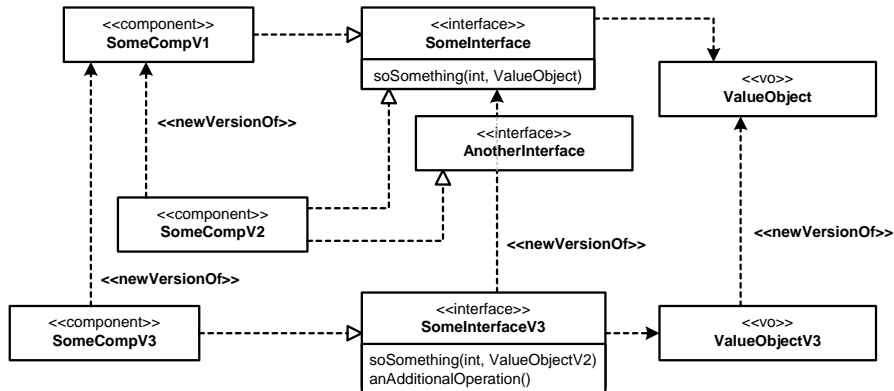 <<component>>
SomeCompV1
<<interface>>
SomeInterface
soSomething(int, ValueObject)
<<vo>>
ValueObject
<<newVersionOf>>
<<interface>>
AnotherInterface
<<component>>
SomeCompV2
<<newVersionOf>>
<<newVersionOf>>
<<newVersionOf>>
<<component>>
SomeCompV3
<<interface>>
SomeInterfaceV3
soSomething(int, ValueObjectV2)
anAdditionalOperation()
<<vo>>
ValueObjectV3